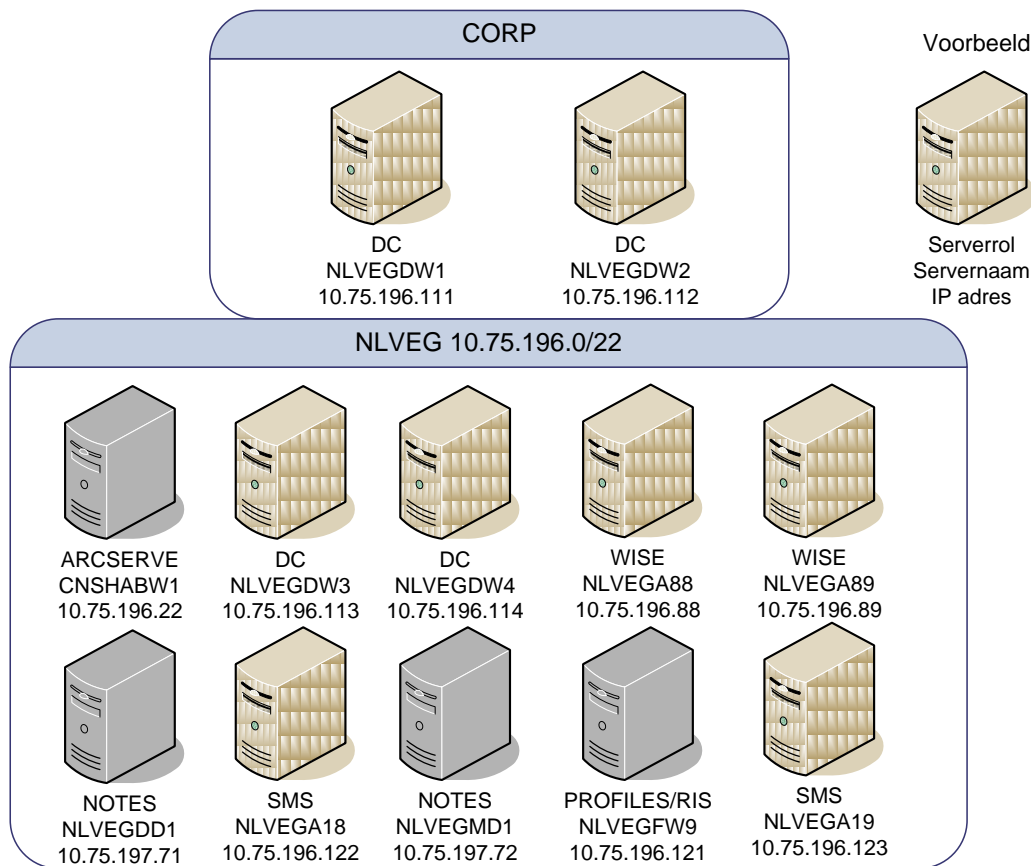 CORP
Voorbeeld
DC
NLVEGDW1
10.75.196.111
DC
NLVEGDW2
10.75.196.112
Serverrol
Servernaam
IP adres
NLVEG 10.75.196.0/22
ARCSERVE
CNSHABW1
10.75.196.22
DC
NLVEGDW3
10.75.196.113
DC
NLVEGDW4
10.75.196.114
WISE
NLVEGA88
10.75.196.88
WISE
NLVEGA89
10.75.196.89
NOTES
NLVEGDD1
10.75.197.71
SMS
NLVEGA18
10.75.196.122
NOTES
NLVEGMD1
10.75.197.72
PROFILES/RIS
NLVEGFW9
10.75.196.121
SMS
NLVEGA19
10.75.196.123